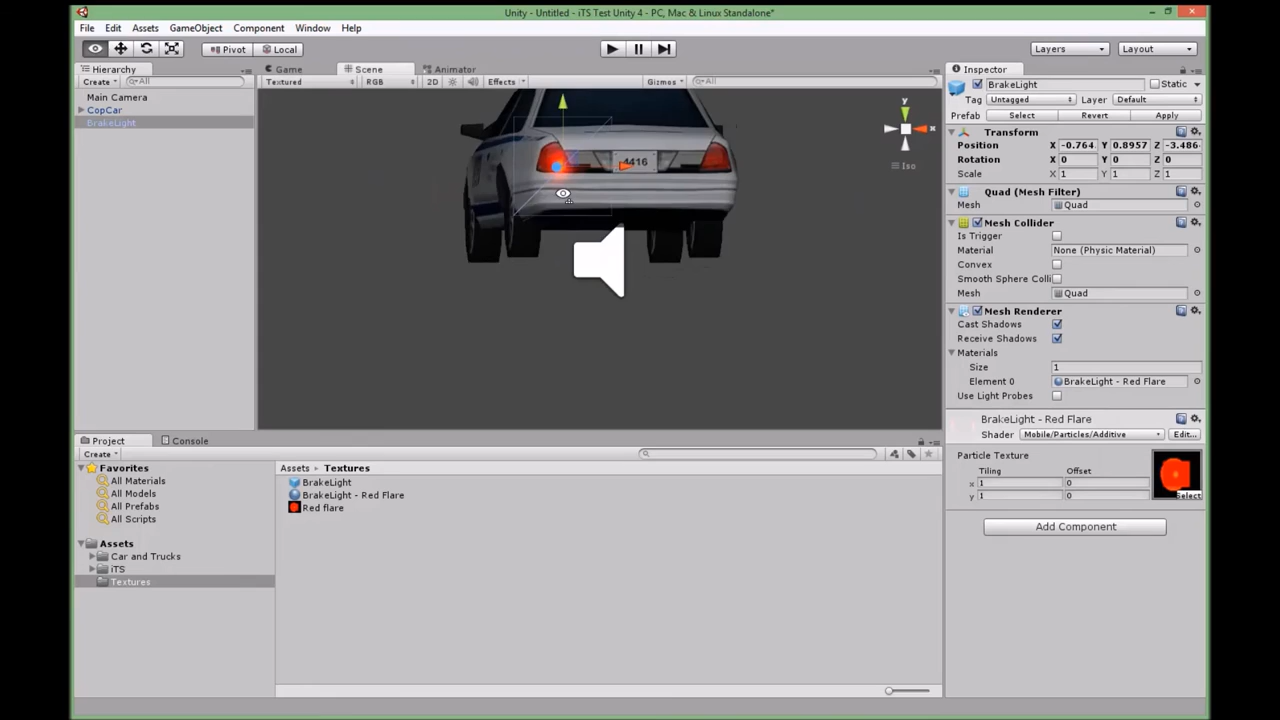 Unity - Untitled - iTS Test Unity 4 - PC, Mac & Linux Standalone*
File Edit Assets GameObject Component Window Help
Pivot Local Layers Layout
Hierarchy
Create All
Main Camera
CopCar
BrakeLight
Game Scene Animator
Textured RGB 2D Effects Gizmos All
y
x
Iso
4416
Inspector
BrakeLight Static
Tag Untagged Layer Default
Prefab Select Revert Apply
Transform
Position X -0.764 Y 0.8957 Z -3.486
Rotation X 0 Y 0 Z 0
Scale X 1 Y 1 Z 1
Quad (Mesh Filter)
Mesh Quad
Mesh Collider
Is Trigger
Material None (Physic Material)
Convex
Smooth Sphere Colli
Mesh Quad
Mesh Renderer
Cast Shadows
Receive Shadows
Materials
Size 1
Element 0 BrakeLight - Red Flare
Use Light Probes
BrakeLight - Red Flare
Shader Mobile/Particles/Additive Edit...
Particle Texture
Tiling Offset
x 1 0
y 1 0
Select
Add Component
Project Console
Create
Favorites
All Materials
All Models
All Prefabs
All Scripts
Assets
Car and Trucks
iTS
Textures
Assets Textures
BrakeLight
BrakeLight - Red Flare
Red flare